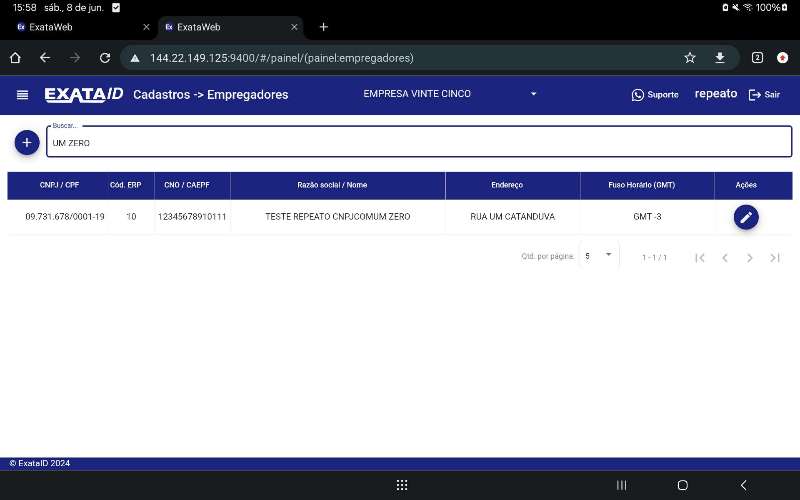 15:58 sáb., 8 de jun.
100%
ExataWeb
ExataWeb
144.22.149.125:9400/#/painel/(painel:empregadores)
2
EXATAID
Cadastros -> Empregadores
EMPRESA VINTE CINCO
Suporte
repeato
Sair
Buscar...
UM ZERO
CNPJ / CPF Cód. ERP CNO / CAEPF Razão social / Nome Endereço Fuso Horário (GMT) Ações
09.731.678/0001-19 10 12345678910111 TESTE REPEATO CNPJCOMUM ZERO RUA UM CATANDUVA GMT -3
Qtd. por página: 5 1 - 1 / 1
© ExataID 2024